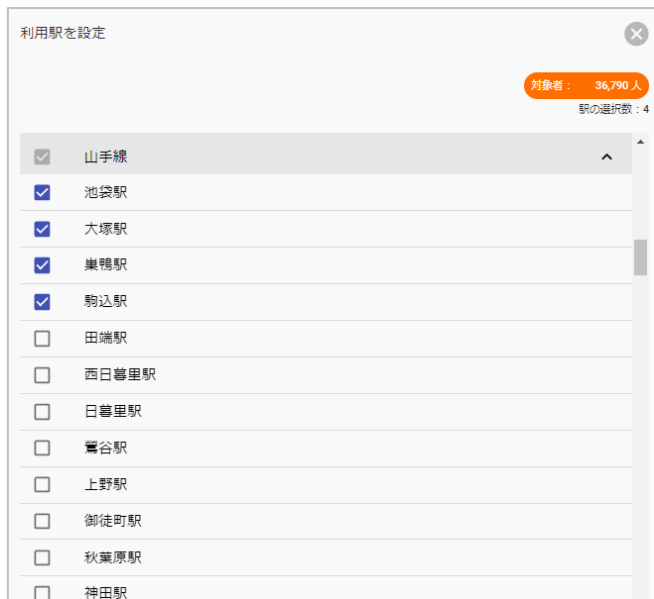 利用駅を設定
対象者： 36,790 人
駅の選択数：4
山手線
池袋駅
大塚駅
巣鴨駅
駒込駅
田端駅
西日暮里駅
日暮里駅
鶯谷駅
上野駅
御徒町駅
秋葉原駅
神田駅